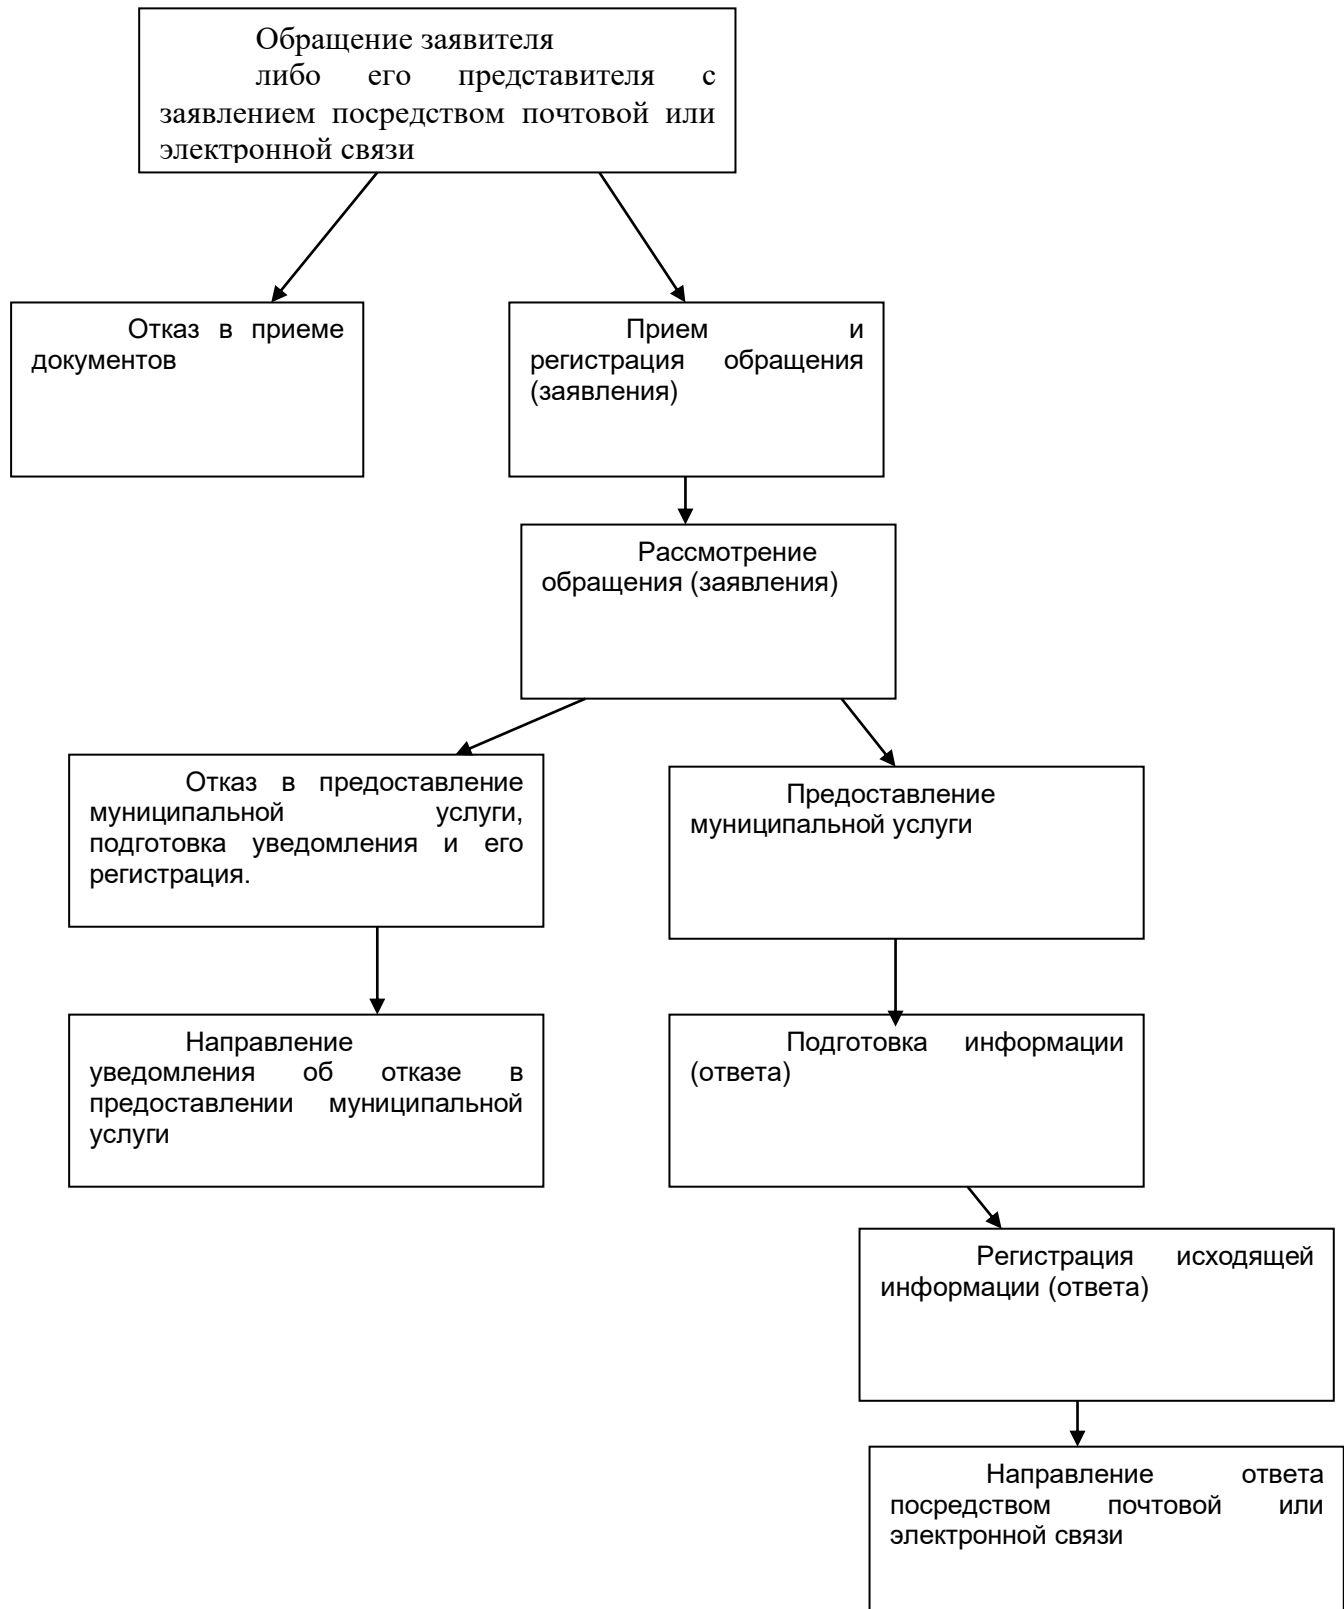 Обращение заявителя
либо его представителя с
заявлением посредством почтовой или
электронной связи
Отказ в приеме
документов
Прием и
регистрация обращения
(заявления)
Рассмотрение
обращения (заявления)
Отказ в предоставление
муниципальной услуги,
подготовка уведомления и его
регистрация.
Предоставление
муниципальной услуги
Направление
уведомления об отказе в
предоставлении муниципальной
услуги
Подготовка информации
(ответа)
Регистрация исходящей
информации (ответа)
Направление ответа
посредством почтовой или
электронной связи